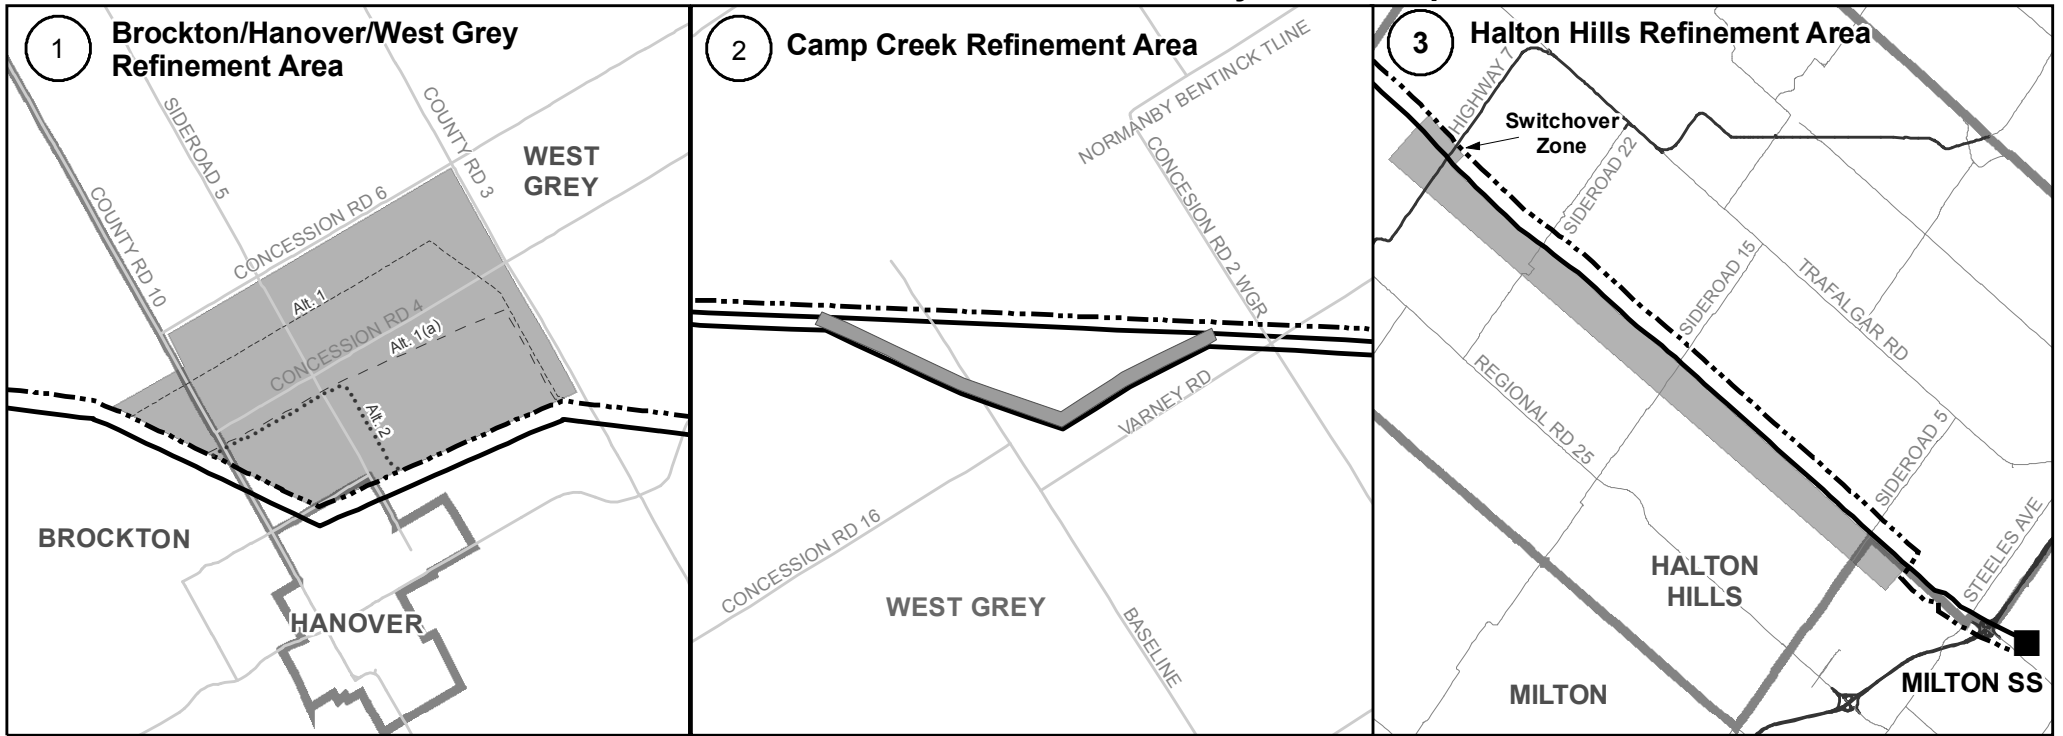 1
Brockton/Hanover/West Grey
Refinement Area
SIDEROAD 5
COUNTY RD 3
WEST
GREY
COUNTY RD 10
CONCESSION RD 6
Alt. 1
CONCESSION RD 4
Alt. 1(a)
Alt. 2
BROCKTON
HANOVER
2
Camp Creek Refinement Area
NORMANBY BENTINCK TLINE
CONCESION RD 2 WGR
VARNEY RD
CONCESSION RD 16
WEST GREY
BASELINE
3
Halton Hills Refinement Area
HIGHWAY 7
Switchover
Zone
SIDEROAD 22
SIDEROAD 15
TRAFALGAR RD
REGIONAL RD 25
SIDEROAD 5
STEELES AVE
HALTON
HILLS
MILTON
MILTON SS